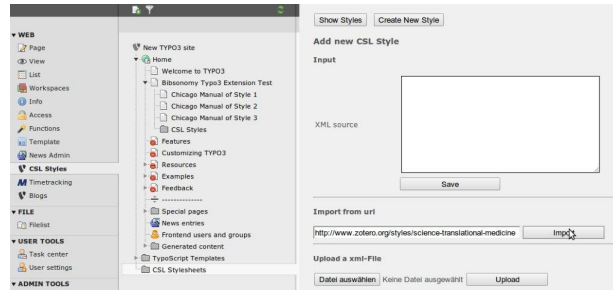 ▼ WEB
Page
View
List
Workspaces
Info
Access
Functions
Template
News Admin
CSL Styles
Timetracking
Blogs
▼ FILE
Filelist
▼ USER TOOLS
Task center
User settings
▼ ADMIN TOOLS
New TYPO3 site
Home
Welcome to TYPO3
Bibsonomy Typo3 Extension Test
Chicago Manual of Style 1
Chicago Manual of Style 2
Chicago Manual of Style 3
CSL Styles
Features
Customizing TYPO3
Resources
Examples
Feedback
--------------
Special pages
News entries
Frontend users and groups
Generated content
TypoScript Templates
CSL Stylesheets
Show Styles Create New Style
Add new CSL Style
Input
XML source
Save
Import from url
http://www.zotero.org/styles/science-translational-medicine Import
Upload a xml-File
Datei auswählen Keine Datei ausgewählt Upload